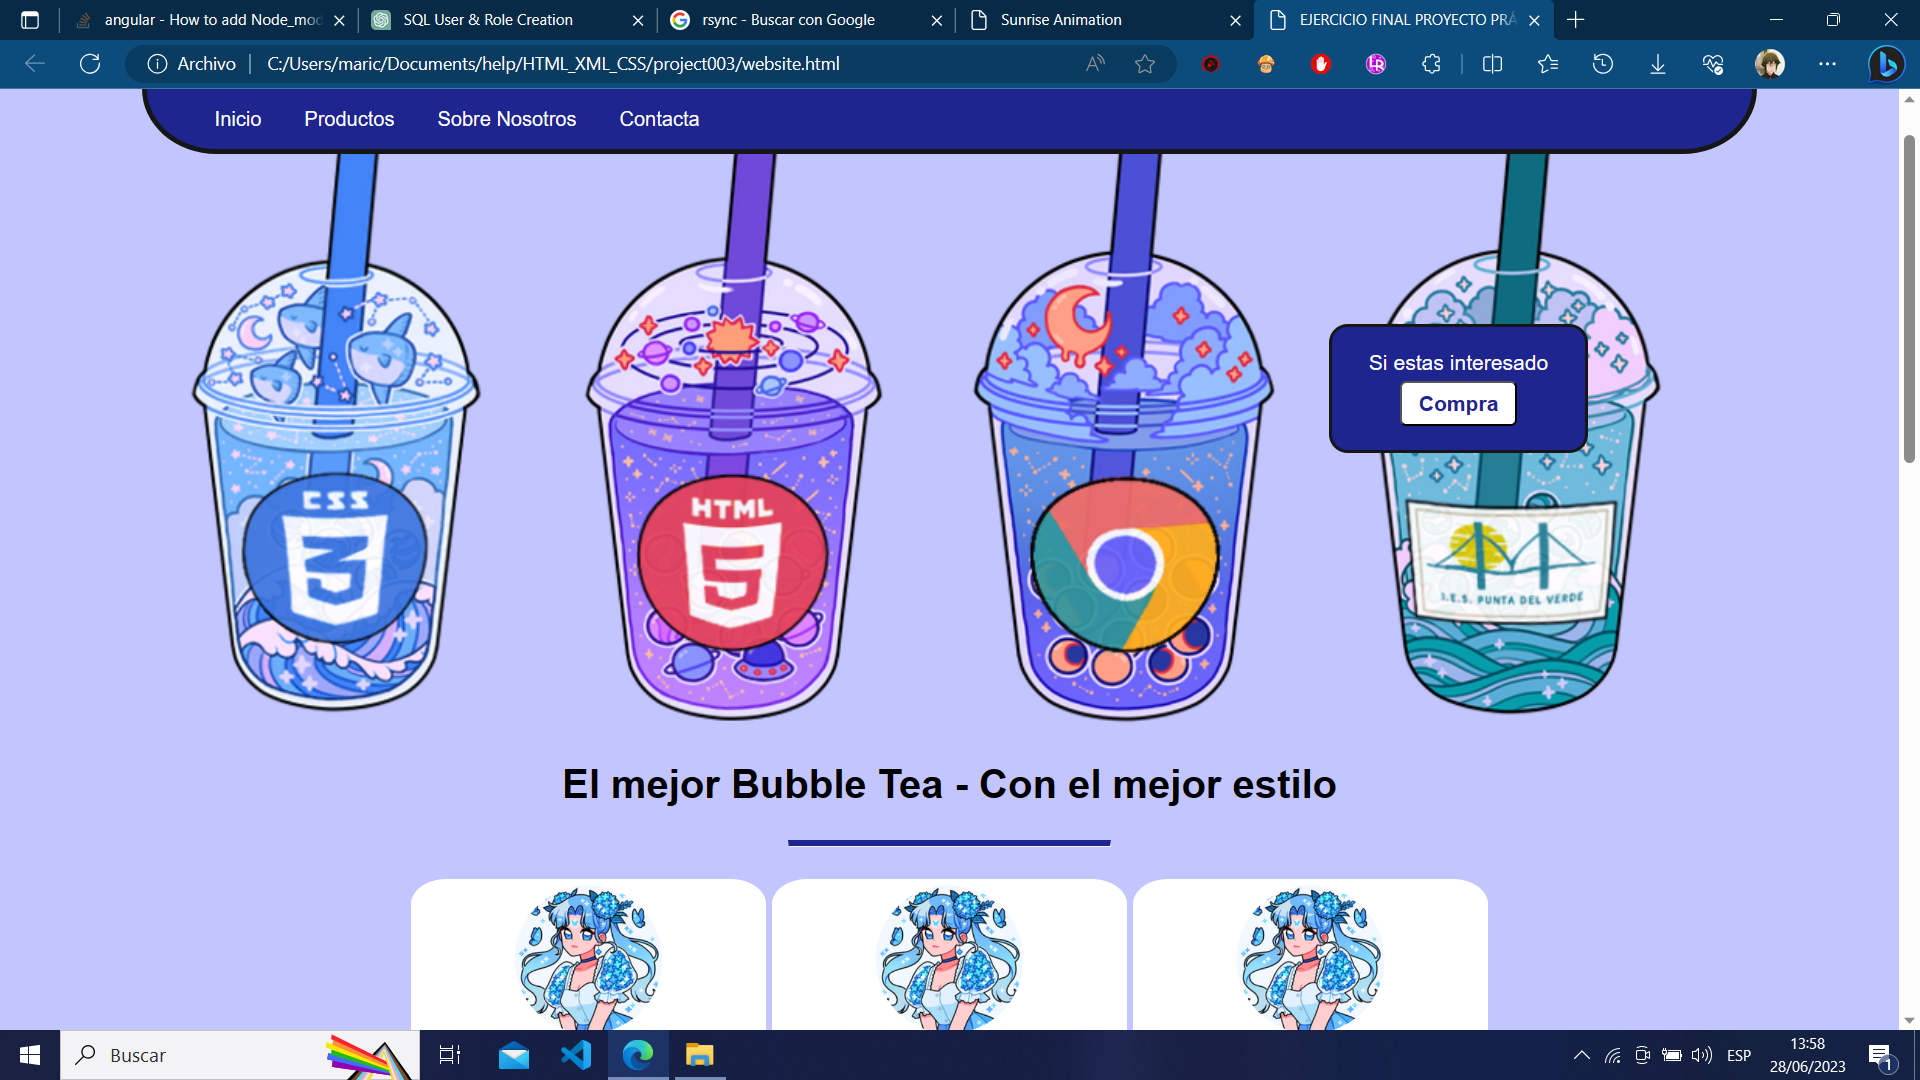 angular - How to add Node_mod
SQL User & Role Creation
rsync - Buscar con Google
Sunrise Animation
EJERCICIO FINAL PROYECTO PRÁ
Archivo
C:/Users/maric/Documents/help/HTML_XML_CSS/project003/website.html
Inicio
Productos
Sobre Nosotros
Contacta
Si estas interesado
Compra
CSS
3
HTML
5
I.E.S. PUNTA DEL VERDE
El mejor Bubble Tea - Con el mejor estilo
Buscar
ESP
13:58
28/06/2023
1